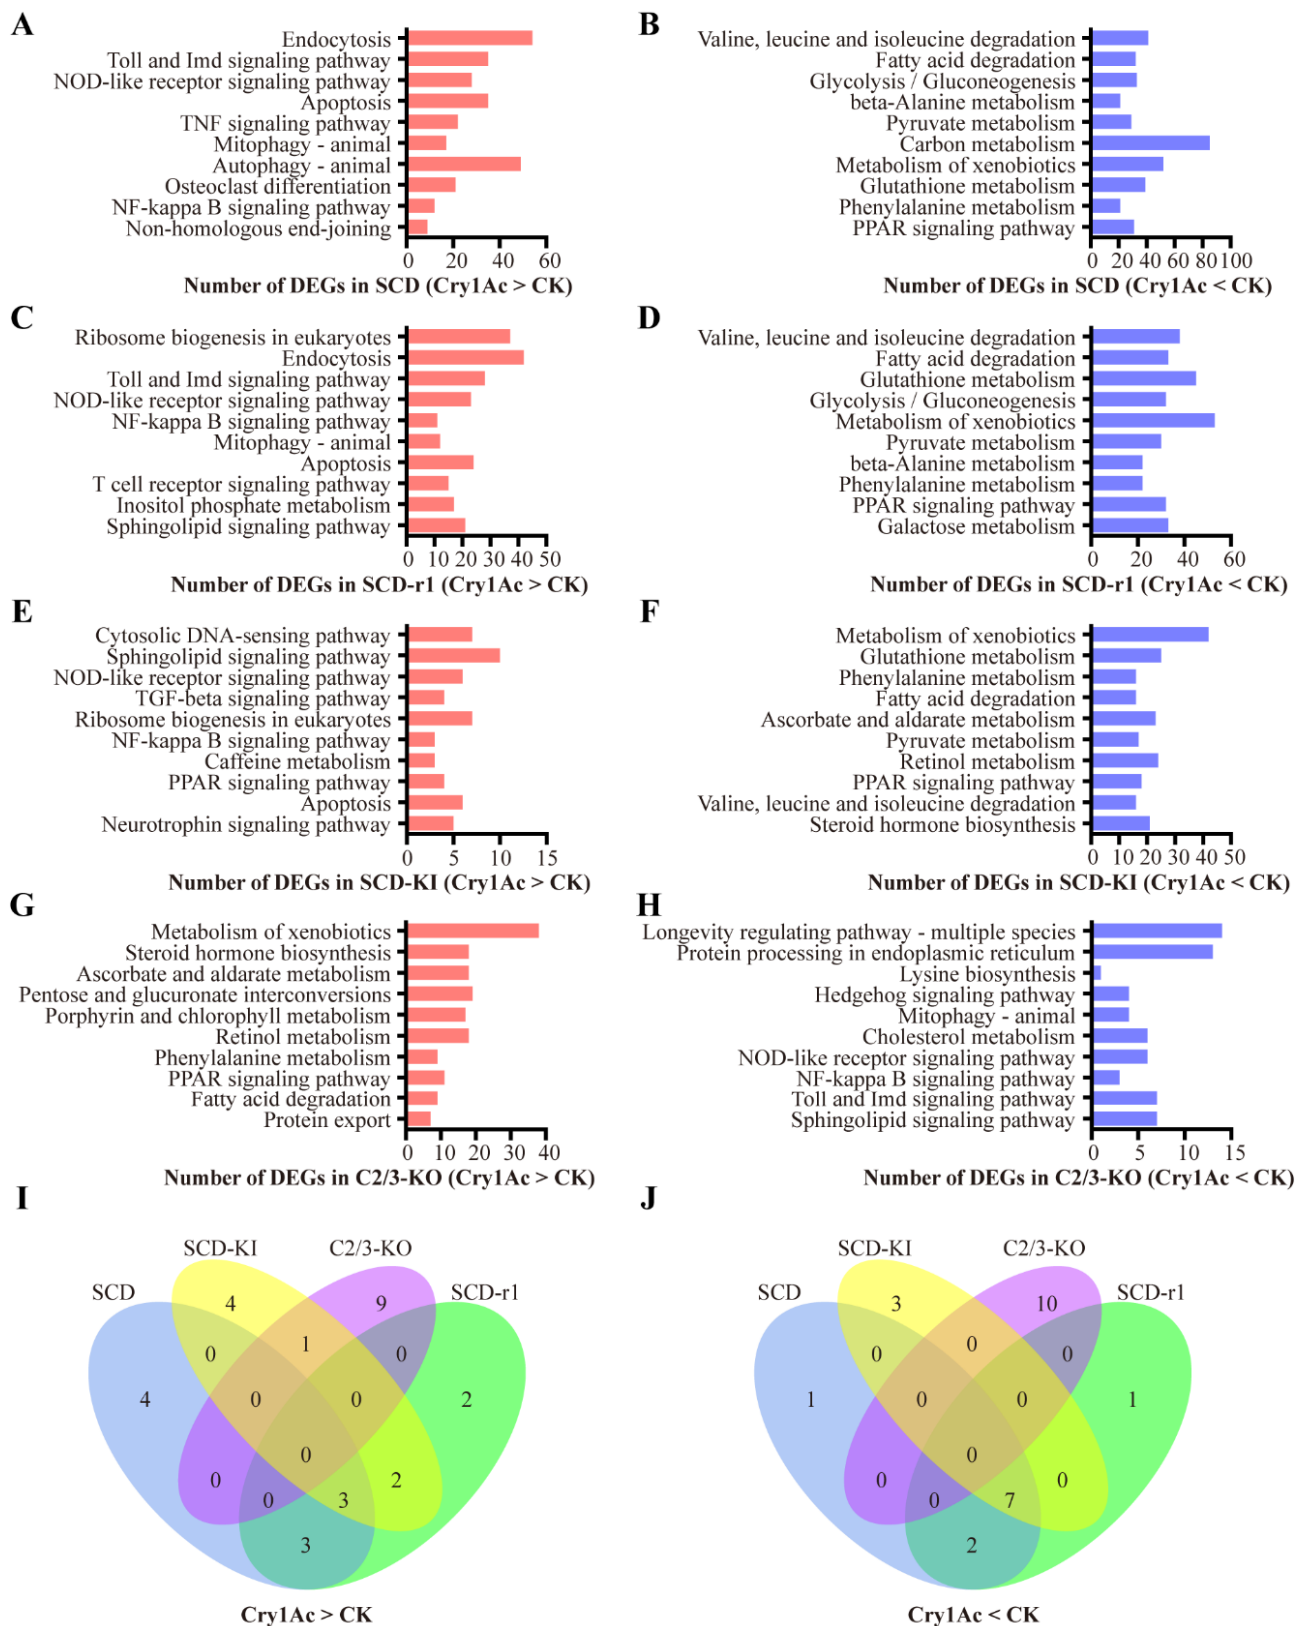 A
Endocytosis
Toll and Imd signaling pathway
NOD-like receptor signaling pathway
Apoptosis
TNF signaling pathway
Mitophagy - animal
Autophagy - animal
Osteoclast differentiation
NF-kappa B signaling pathway
Non-homologous end-joining
0 20 40 60
Number of DEGs in SCD (Cry1Ac > CK)
B
Valine, leucine and isoleucine degradation
Fatty acid degradation
Glycolysis / Gluconeogenesis
beta-Alanine metabolism
Pyruvate metabolism
Carbon metabolism
Metabolism of xenobiotics
Glutathione metabolism
Phenylalanine metabolism
PPAR signaling pathway
0 20 40 60 80 100
Number of DEGs in SCD (Cry1Ac < CK)
C
Ribosome biogenesis in eukaryotes
Endocytosis
Toll and Imd signaling pathway
NOD-like receptor signaling pathway
NF-kappa B signaling pathway
Mitophagy - animal
Apoptosis
T cell receptor signaling pathway
Inositol phosphate metabolism
Sphingolipid signaling pathway
0 10 20 30 40 50
Number of DEGs in SCD-r1 (Cry1Ac > CK)
D
Valine, leucine and isoleucine degradation
Fatty acid degradation
Glutathione metabolism
Glycolysis / Gluconeogenesis
Metabolism of xenobiotics
Pyruvate metabolism
beta-Alanine metabolism
Phenylalanine metabolism
PPAR signaling pathway
Galactose metabolism
0 20 40 60
Number of DEGs in SCD-r1 (Cry1Ac < CK)
E
Cytosolic DNA-sensing pathway
Sphingolipid signaling pathway
NOD-like receptor signaling pathway
TGF-beta signaling pathway
Ribosome biogenesis in eukaryotes
NF-kappa B signaling pathway
Caffeine metabolism
PPAR signaling pathway
Apoptosis
Neurotrophin signaling pathway
0 5 10 15
Number of DEGs in SCD-KI (Cry1Ac > CK)
F
Metabolism of xenobiotics
Glutathione metabolism
Phenylalanine metabolism
Fatty acid degradation
Ascorbate and aldarate metabolism
Pyruvate metabolism
Retinol metabolism
PPAR signaling pathway
Valine, leucine and isoleucine degradation
Steroid hormone biosynthesis
0 10 20 30 40 50
Number of DEGs in SCD-KI (Cry1Ac < CK)
G
Metabolism of xenobiotics
Steroid hormone biosynthesis
Ascorbate and aldarate metabolism
Pentose and glucuronate interconversions
Porphyrin and chlorophyll metabolism
Retinol metabolism
Phenylalanine metabolism
PPAR signaling pathway
Fatty acid degradation
Protein export
0 10 20 30 40
Number of DEGs in C2/3-KO (Cry1Ac > CK)
H
Longevity regulating pathway - multiple species
Protein processing in endoplasmic reticulum
Lysine biosynthesis
Hedgehog signaling pathway
Mitophagy - animal
Cholesterol metabolism
NOD-like receptor signaling pathway
NF-kappa B signaling pathway
Toll and Imd signaling pathway
Sphingolipid signaling pathway
0 5 10 15
Number of DEGs in C2/3-KO (Cry1Ac < CK)
I
SCD-KI C2/3-KO
SCD SCD-r1
4 9
1
0 0
4 0 0 2
0
0 2
0 3
3
Cry1Ac > CK
J
SCD-KI C2/3-KO
SCD SCD-r1
3 10
0
0 0
1 0 0 1
0
0 0
0 7
2
Cry1Ac < CK